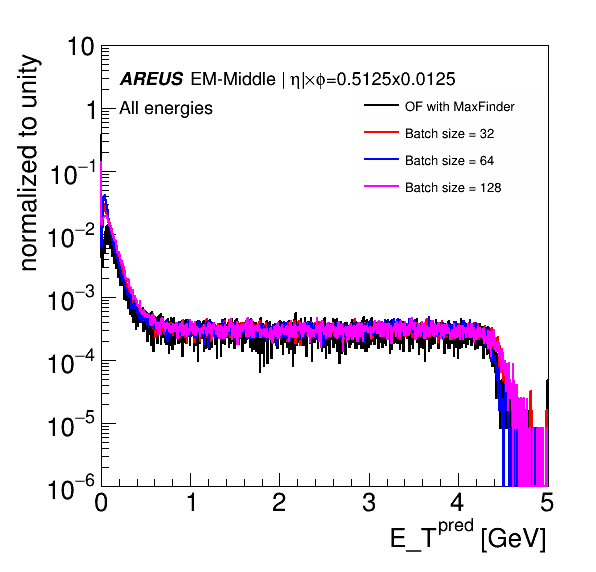 AREUS EM-Middle | η|×ϕ=0.5125x0.0125
All energies
OF with MaxFinder
Batch size = 32
Batch size = 64
Batch size = 128
normalized to unity
10
1
10⁻¹
10⁻²
10⁻³
10⁻⁴
10⁻⁵
10⁻⁶
0 1 2 3 4 5
E_T^pred [GeV]